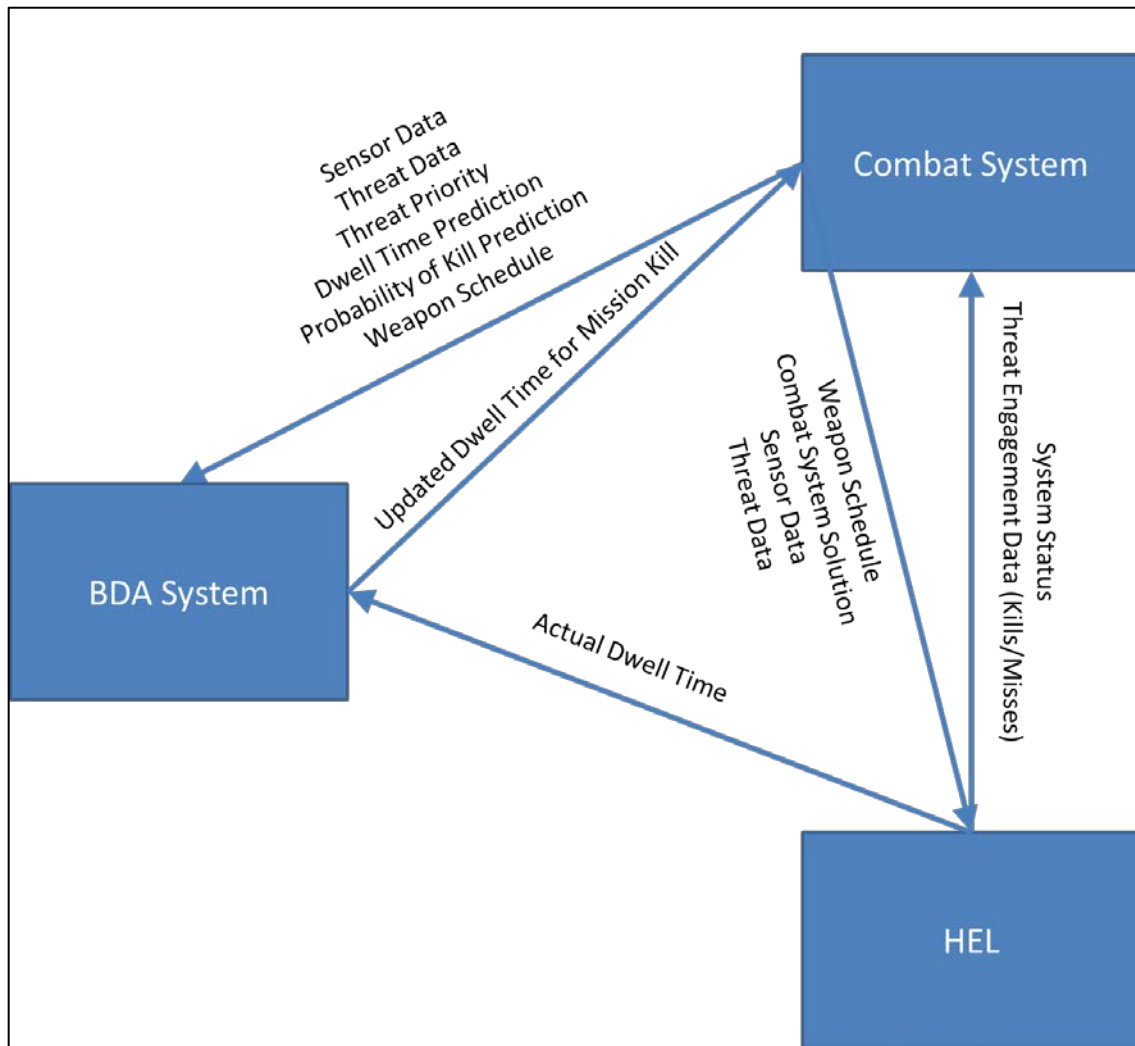 Combat System
Sensor Data
Threat Data
Threat Priority
Dwell Time Prediction
Probability of Kill Prediction
Weapon Schedule
Updated Dwell Time for Mission Kill
Weapon Schedule
Combat System Solution
Sensor Data
Threat Data
System Status
Threat Engagement Data (Kills/Misses)
BDA System
Actual Dwell Time
HEL